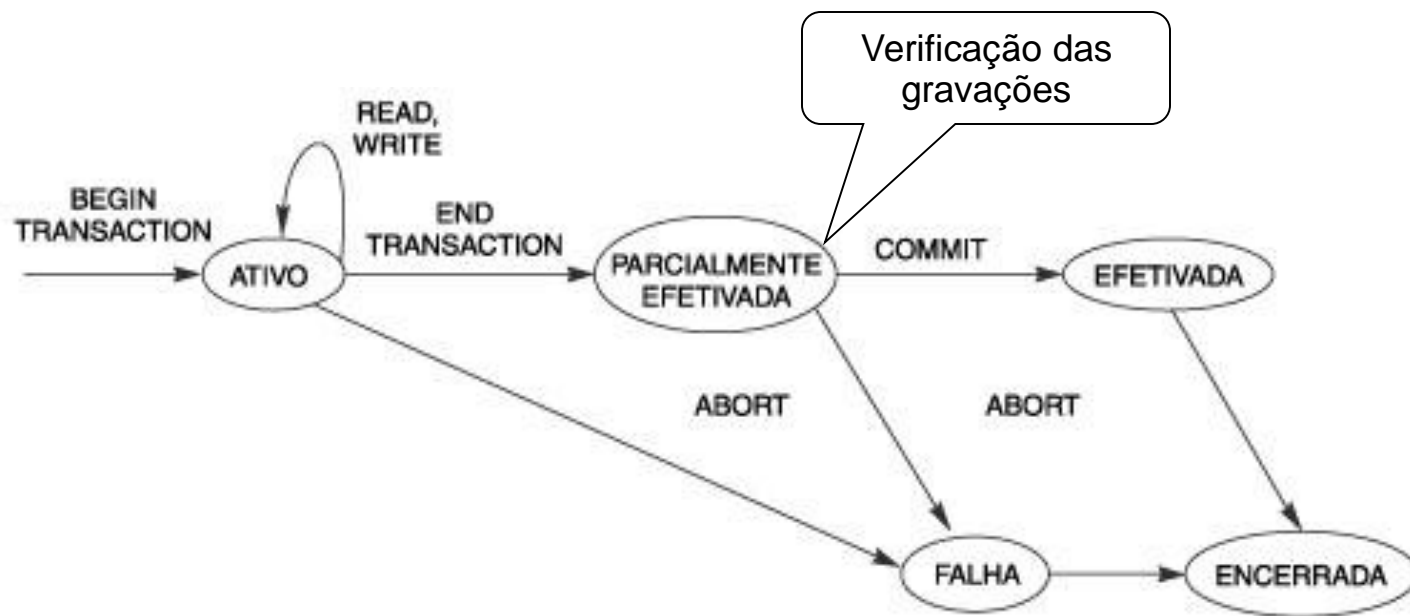 Verificação das
gravações
READ,
WRITE
BEGIN
TRANSACTION
END
TRANSACTION
ATIVO
PARCIALMENTE
EFETIVADA
COMMIT
EFETIVADA
ABORT
ABORT
FALHA
ENCERRADA